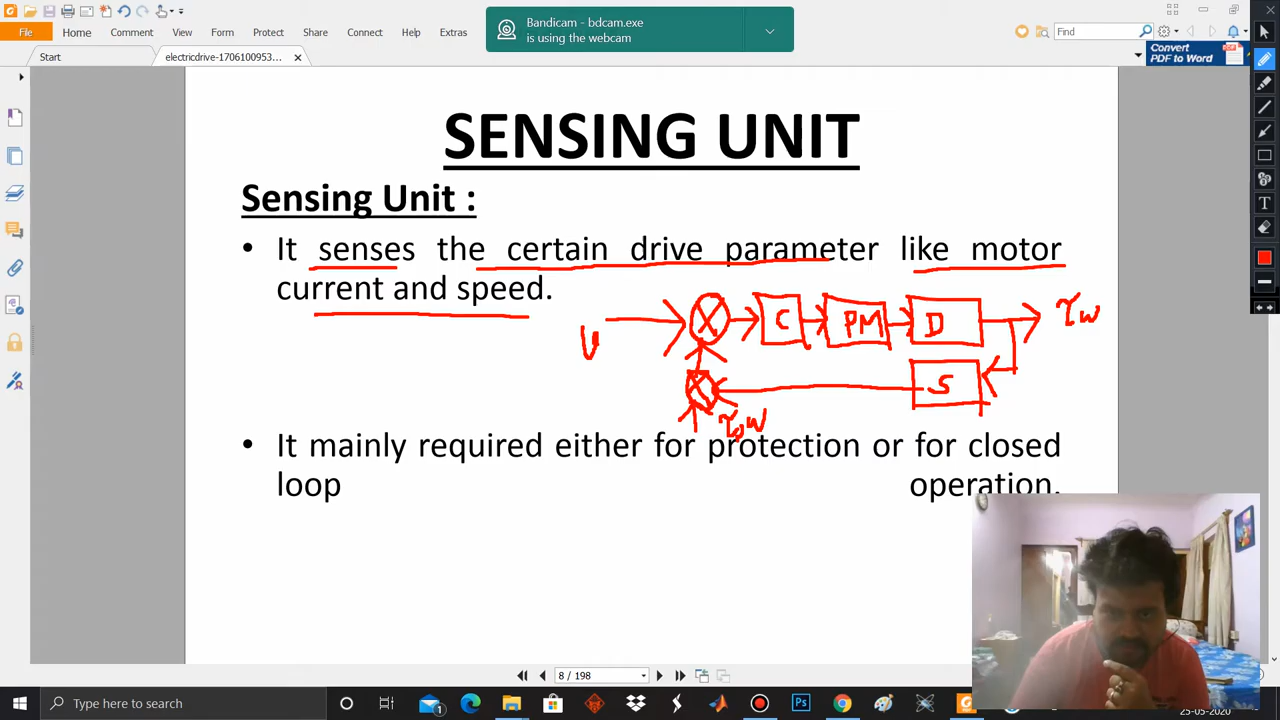 Bandicam - bdcam.exe
is using the webcam
File Home Comment View Form Protect Share Connect Help Extras
Find
Start
electricdrive-1706100953...
Convert
PDF to Word
SENSING UNIT
Sensing Unit :
• It senses the certain drive parameter like motor
current and speed.
C PM D τω
V
S
τ,ω
• It mainly required either for protection or for closed
loop operation.
8 / 198
Type here to search
25-05-2020